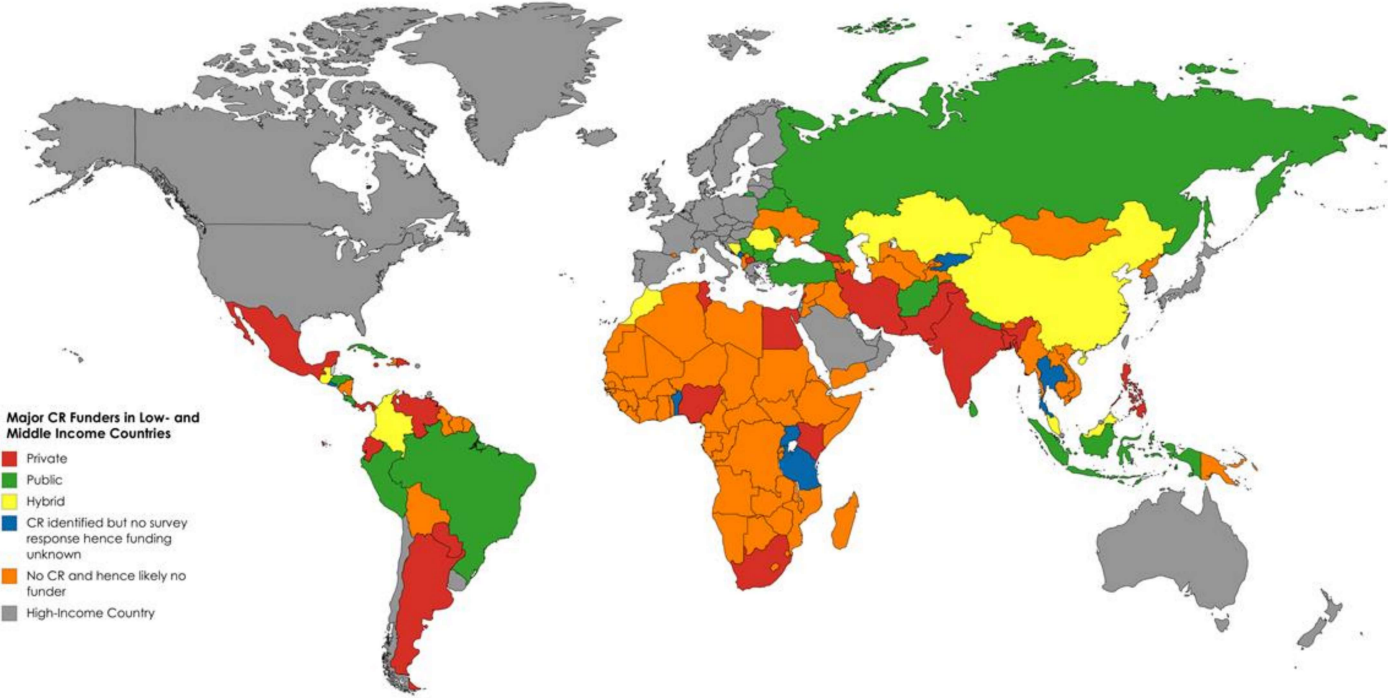 Major CR Funders in Low- and
Middle Income Countries
Private
Public
Hybrid
CR identified but no survey
response hence funding
unknown
No CR and hence likely no
funder
High-Income Country